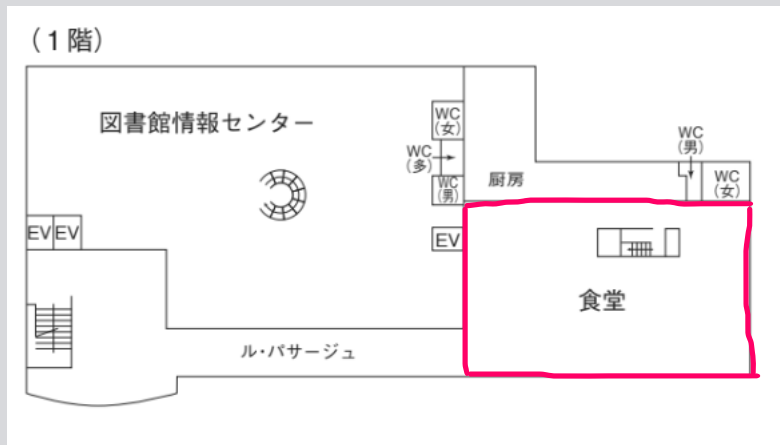 （１階）
図書館情報センター
WC
（女）
WC
（多）
WC
（男）
厨房
WC
（男）
WC
（女）
EV EV
EV
食堂
ル・パサージュ